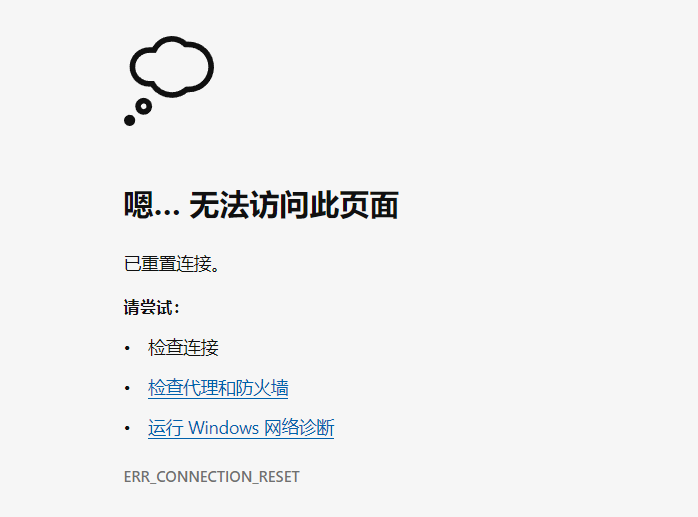 嗯… 无法访问此页面
已重置连接。
请尝试：
• 检查连接
• 检查代理和防火墙
• 运行 Windows 网络诊断
ERR_CONNECTION_RESET